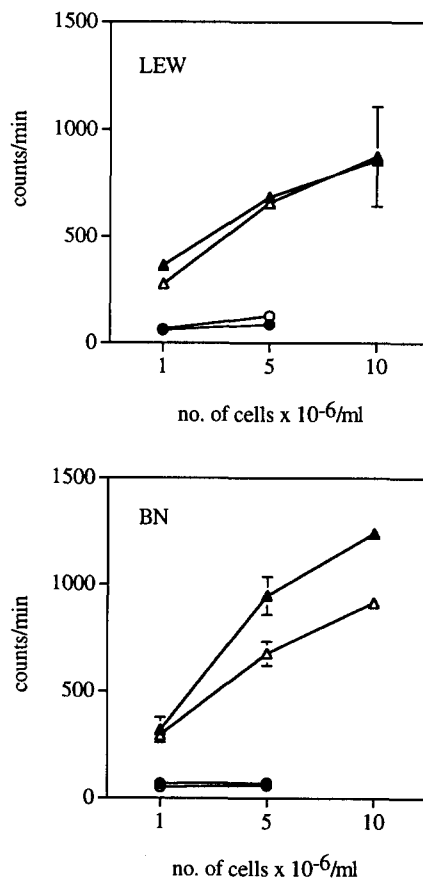 1500
LEW
1000
counts/min
500
0
1 5 10
no. of cells x 10-6/ml
1500
BN
1000
counts/min
500
0
1 5 10
no. of cells x 10-6/ml